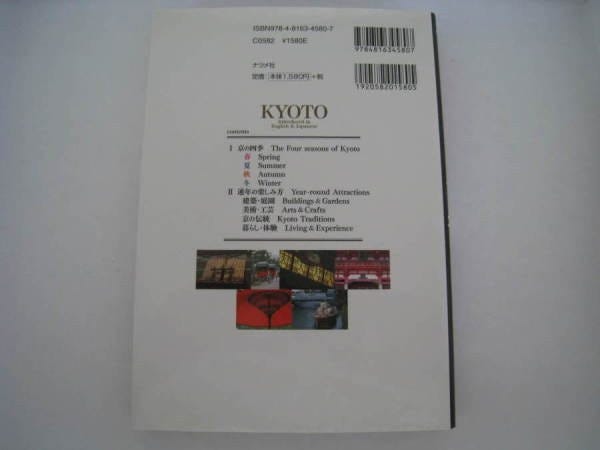 ISBN978-4-8163-4580-7
C0582 ¥1580E
ナツメ社
定価 本体1,580円 +税
9784816345807
1920582015805
KYOTO
Introduced in
English & Japanese
contents
I 京の四季 The Four seasons of Kyoto
春 Spring
夏 Summer
秋 Autumn
冬 Winter
II 通年の楽しみ方 Year-round Attractions
建築・庭園 Buildings & Gardens
美術・工芸 Arts & Crafts
京の伝統 Kyoto Traditions
暮らし・体験 Living & Experience